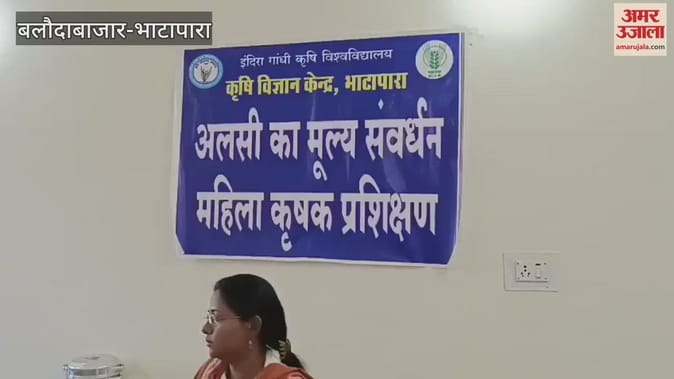 बलौदाबाजार-भाटापारा
अमर
उजाला
amarujala.com
इंदिरा गांधी कृषि विश्वविद्यालय
कृषि विज्ञान केन्द्र, भाटापारा
अलसी का मूल्य संवर्धन
महिला कृषक प्रशिक्षण